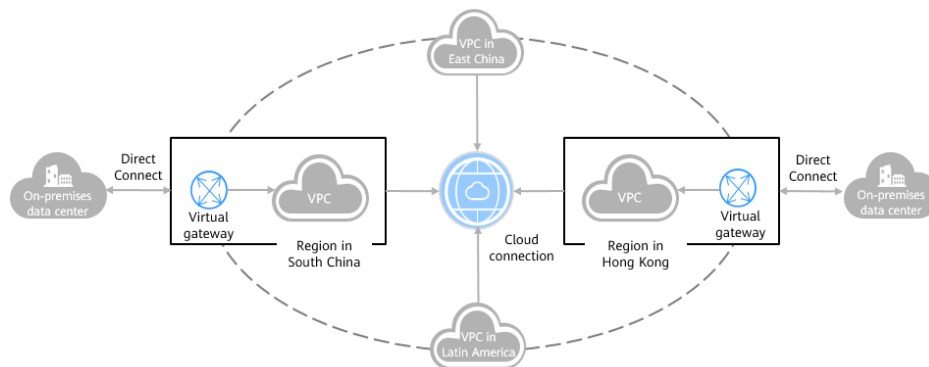 VPC in
East China
Direct
Connect
On-premises
data center
Virtual
gateway
VPC
Region in
South China
Cloud
connection
VPC
Region in
Hong Kong
Virtual
gateway
Direct
Connect
On-premises
data center
VPC in
Latin America